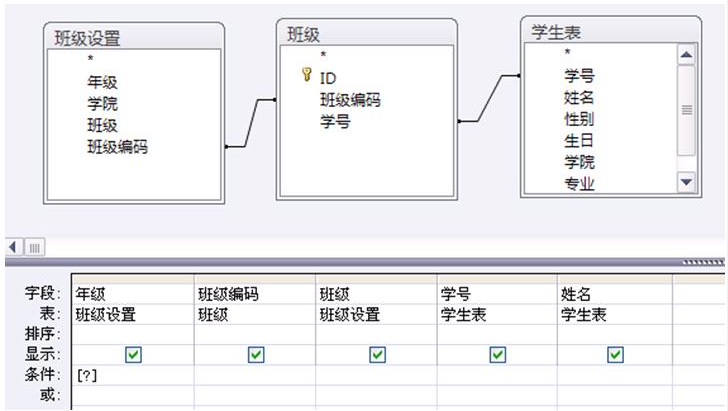 班级设置
*
年级
学院
班级
班级编码
班级
*
ID
班级编码
学号
学生表
*
学号
姓名
性别
生日
学院
专业
字段: 年级 班级编码 班级 学号 姓名
表: 班级设置 班级 班级设置 学生表 学生表
排序:
显示:
条件: [?]
或: